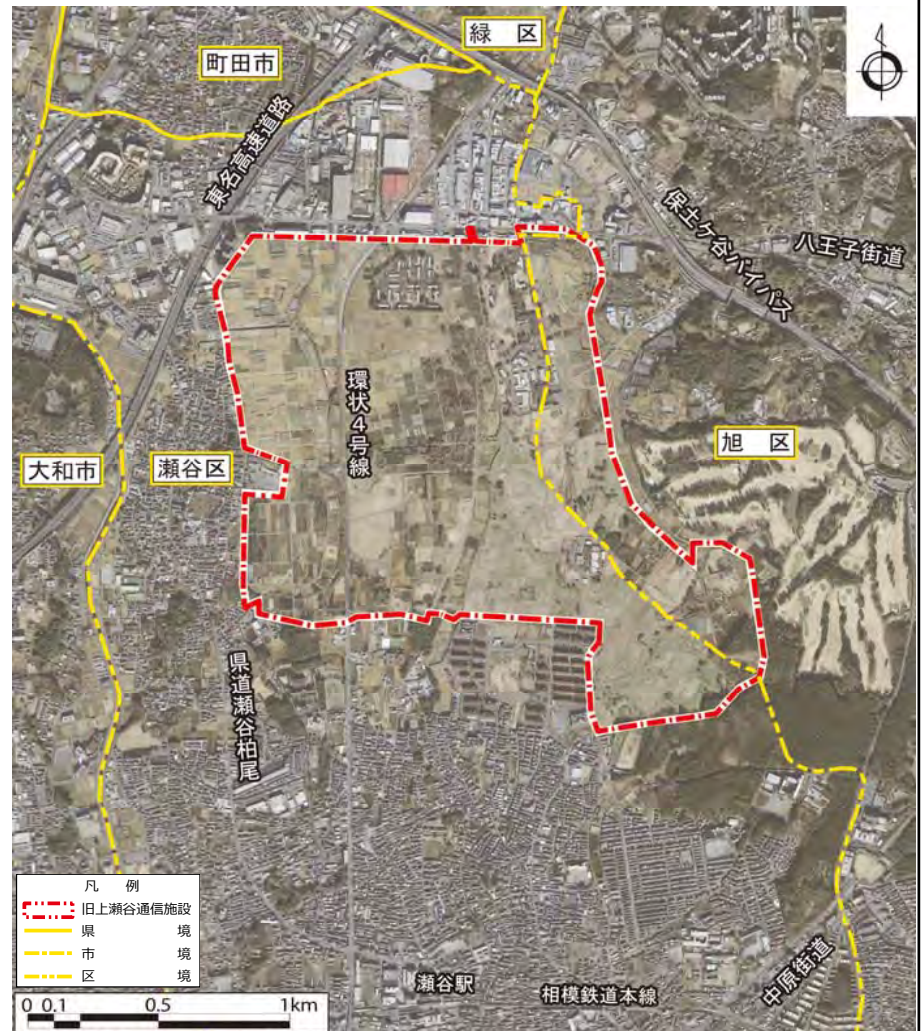 緑 区
町田市
東名高速道路
保土ケ谷バイパス
八王子街道
環状4号線
旭 区
大和市
瀬谷区
県道瀬谷柏尾
瀬谷駅
相模鉄道本線
中原街道
凡 例
旧上瀬谷通信施設
県 境
市 境
区 境
0 0.1 0.5 1km